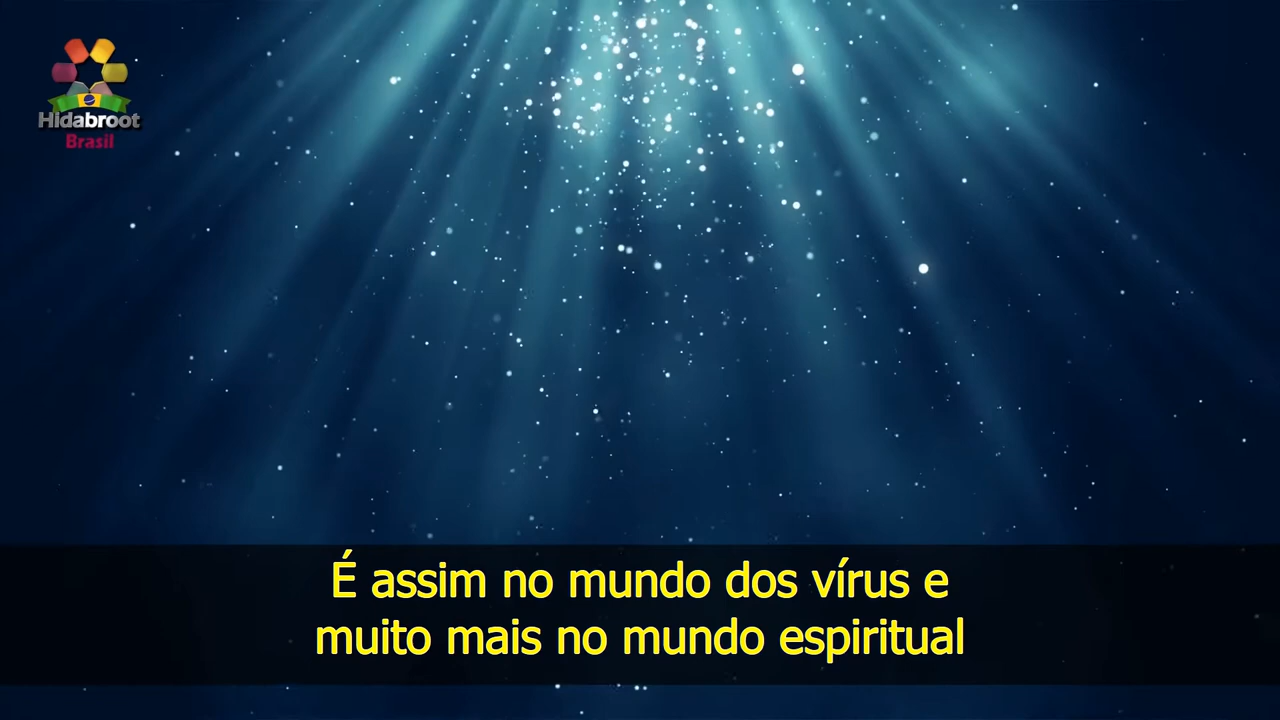 Hidabroot
Brasil
É assim no mundo dos vírus e
muito mais no mundo espiritual